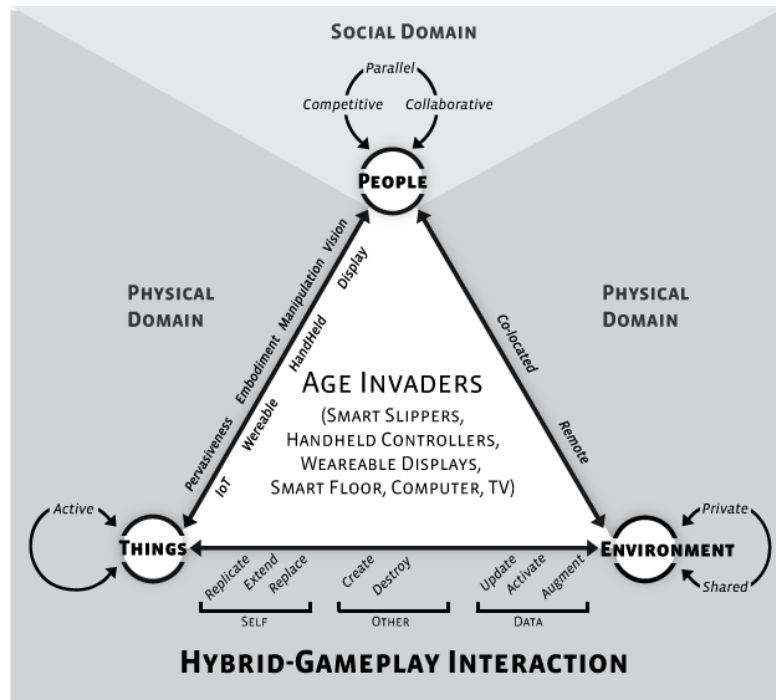 SOCIAL DOMAIN
Parallel
Competitive
Collaborative
PEOPLE
PHYSICAL
DOMAIN
PHYSICAL
DOMAIN
Pervasiveness Embodiment Manipulation Vision
IoT Wereable HandHeld Display
Co-located
Remote
AGE INVADERS
(SMART SLIPPERS,
HANDHELD CONTROLLERS,
WEAREABLE DISPLAYS,
SMART FLOOR, COMPUTER, TV)
Active
THINGS
ENVIRONMENT
Private
Shared
Replicate
Extend
Replace
Create
Destroy
Update
Activate
Augment
SELF
OTHER
DATA
HYBRID-GAMEPLAY INTERACTION